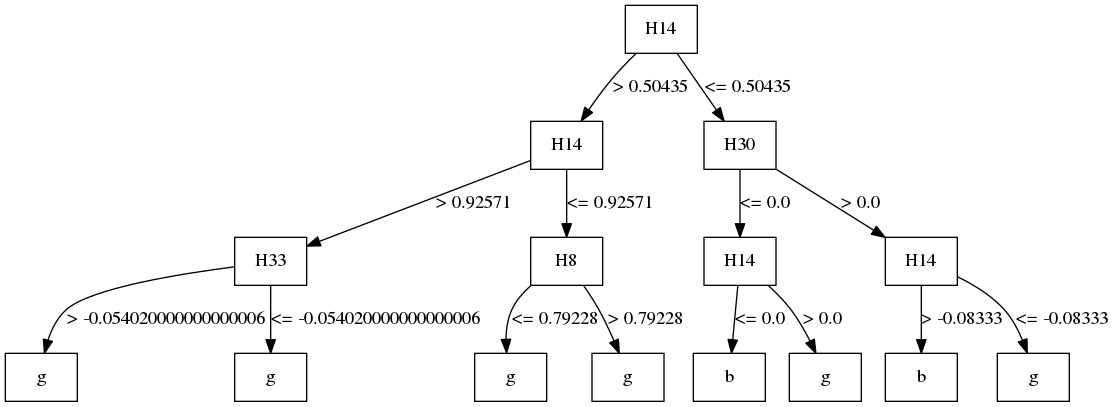 H14
> 0.50435 <= 0.50435
H14 H30
> 0.92571 <= 0.92571 <= 0.0 > 0.0
H33 H8 H14 H14
> -0.054020000000000006 <= -0.054020000000000006 <= 0.79228 > 0.79228 <= 0.0 > 0.0 > -0.08333 <= -0.08333
g g g g b g b g